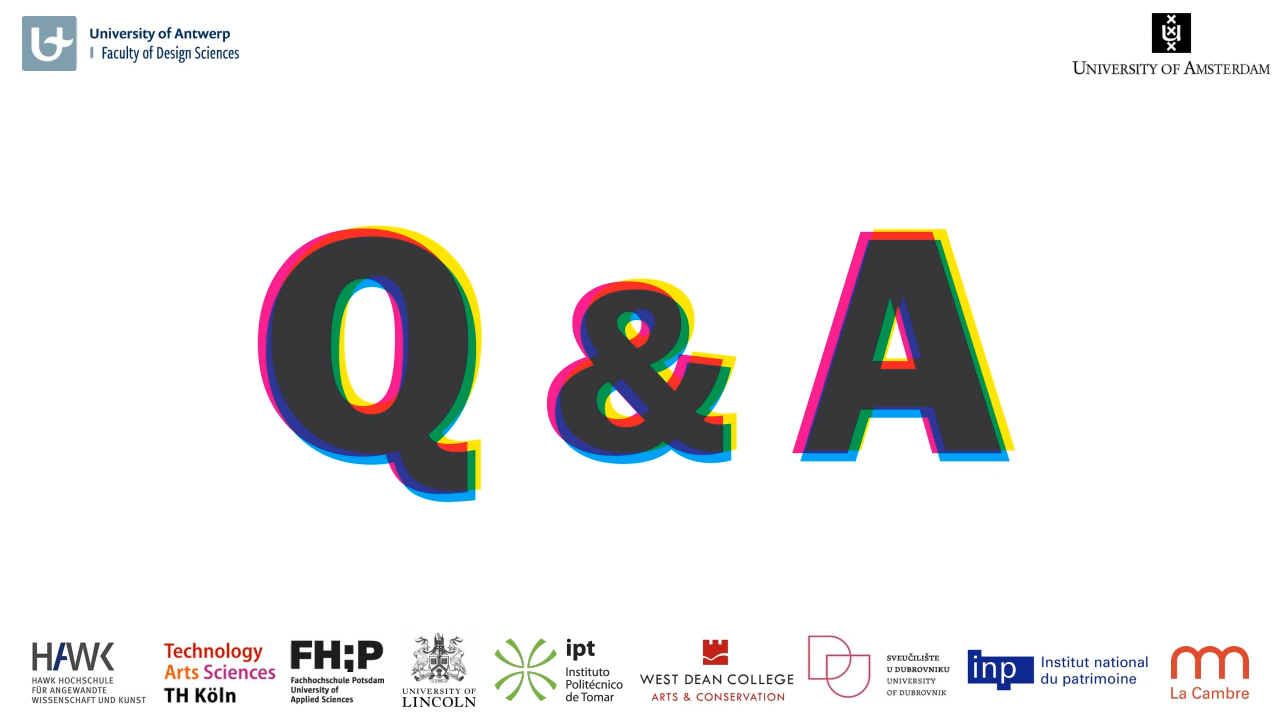 University of Antwerp
Faculty of Design Sciences
UNIVERSITY OF AMSTERDAM
Q & A
HAWK
HAWK HOCHSCHULE
FÜR ANGEWANDTE
WISSENSCHAFT UND KUNST
Technology
Arts Sciences
TH Köln
FH;P
Fachhochschule Potsdam
University of
Applied Sciences
UNIVERSITY OF
LINCOLN
ipt
Instituto
Politécnico
de Tomar
WEST DEAN COLLEGE
ARTS & CONSERVATION
SVEUČILIŠTE
U DUBROVNIKU
UNIVERSITY
OF DUBROVNIK
inp
Institut national
du patrimoine
La Cambre